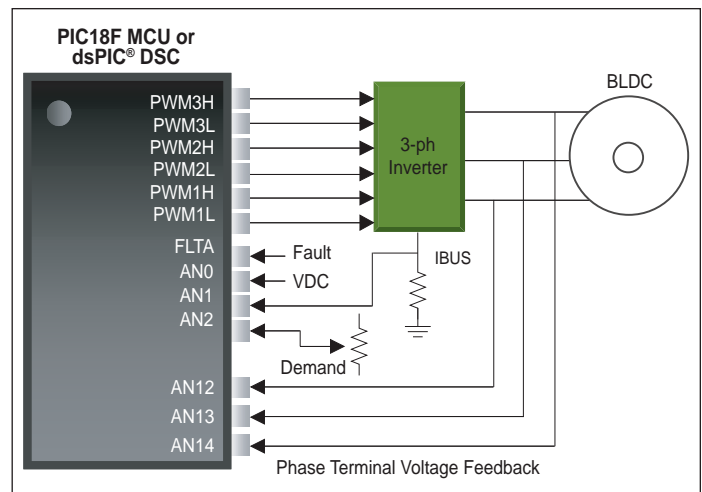 PIC18F MCU or
dsPIC® DSC
BLDC
PWM3H
PWM3L
PWM2H
PWM2L
PWM1H
PWM1L
3-ph
Inverter
FLTA
Fault
IBUS
AN0
VDC
AN1
AN2
Demand
AN12
AN13
AN14
Phase Terminal Voltage Feedback